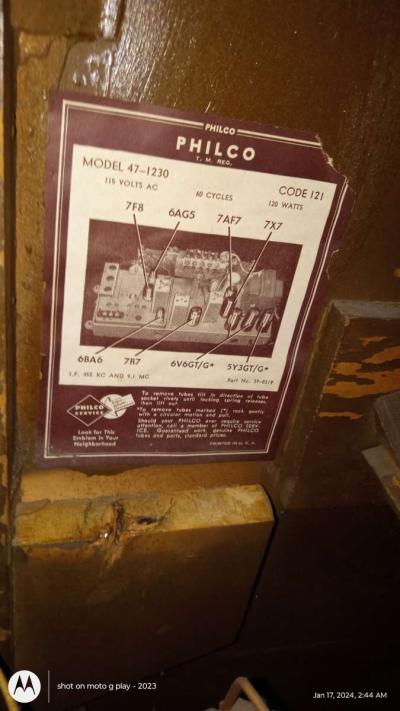 PHILCO
PHILCO
T. M. REG.
MODEL 47-1230
CODE 121
115 VOLTS AC
60 CYCLES
120 WATTS
7F8
6AG5
7AF7
7X7
6BA6
7R7
6V6GT/G*
5Y3GT/G*
I.F. 455 KC AND 9.1 MC
Part No. 39-6519
PHILCO
SERVICE
Look for This
Emblem in Your
Neighborhood
To remove tubes tilt in direction of tube
socket rivets until locking spring releases,
then lift out.
*To remove tubes marked (*) rock gently
with a circular motion and pull.
Should your PHILCO ever require service
attention, call a member of PHILCO SERV-
ICE. Guaranteed work, genuine PHILCO
tubes and parts, standard prices.
PRINTED IN U. S. A.
shot on moto g play - 2023
Jan 17, 2024, 2:44 AM